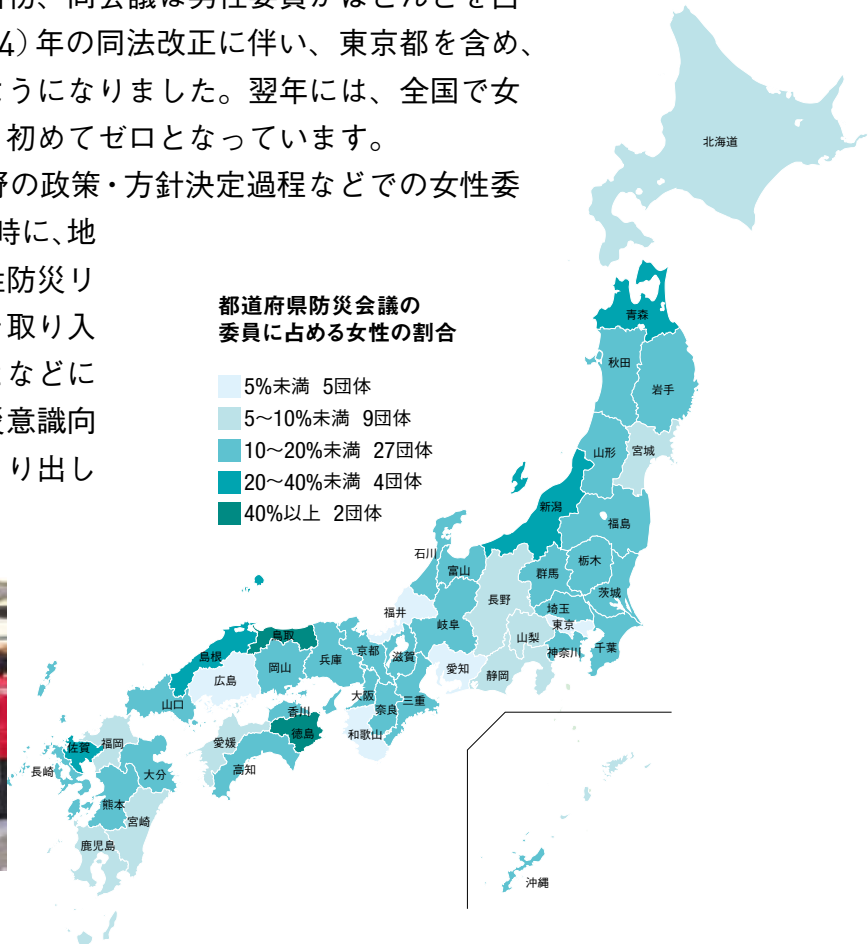 4）年の同法改正に伴い、東京都を含め、
ようになりました。翌年には、全国で女
初めてゼロとなっています。
野の政策・方針決定過程などでの女性委
時に、地
性防災リ
取り入
などに
災意識向
り出し
都道府県防災会議の
委員に占める女性の割合
5%未満 5団体
5〜10%未満 9団体
10〜20%未満 27団体
20〜40%未満 4団体
40%以上 2団体
北海道
青森
秋田
岩手
山形
宮城
新潟
福島
石川
富山
群馬
栃木
茨城
長野
埼玉
福井
岐阜
東京
山梨
千葉
神奈川
鳥取
島根
京都
滋賀
愛知
静岡
岡山
兵庫
広島
大阪
奈良
三重
山口
香川
徳島
和歌山
佐賀
福岡
愛媛
高知
長崎
大分
熊本
宮崎
鹿児島
沖縄